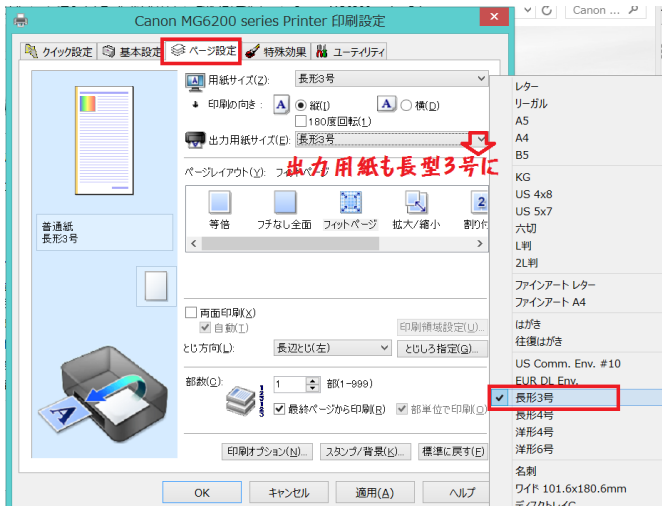 Canon MG6200 series Printer 印刷設定
Canon ...
クイック設定 基本設定 ページ設定 特殊効果 ユーティリティ
用紙サイズ(Z): 長形3号
印刷の向き: A 縦(I) A 横(O)
180度回転(1)
出力用紙サイズ(E): 長形3号
出力用紙も長型3号に
ページレイアウト(Y): フィットページ
等倍 フチなし全面 フィットページ 拡大/縮小 割り付
普通紙
長形3号
両面印刷(X)
自動(T)
印刷領域設定(U)...
とじ方向(L): 長辺とじ(左) とじしろ指定(G)...
部数(C): 1 部(1-999)
最終ページから印刷(R) 部単位で印刷(O)
印刷オプション(N)... スタンプ/背景(K)... 標準に戻す(F)
OK キャンセル 適用(A) ヘルプ
レター
リーガル
A5
A4
B5
KG
US 4x8
US 5x7
六切
L判
2L判
ファインアート レター
ファインアート A4
はがき
往復はがき
US Comm. Env. #10
EUR DL Env.
長形3号
長形4号
洋形4号
洋形6号
名刺
ワイド 101.6x180.6mm